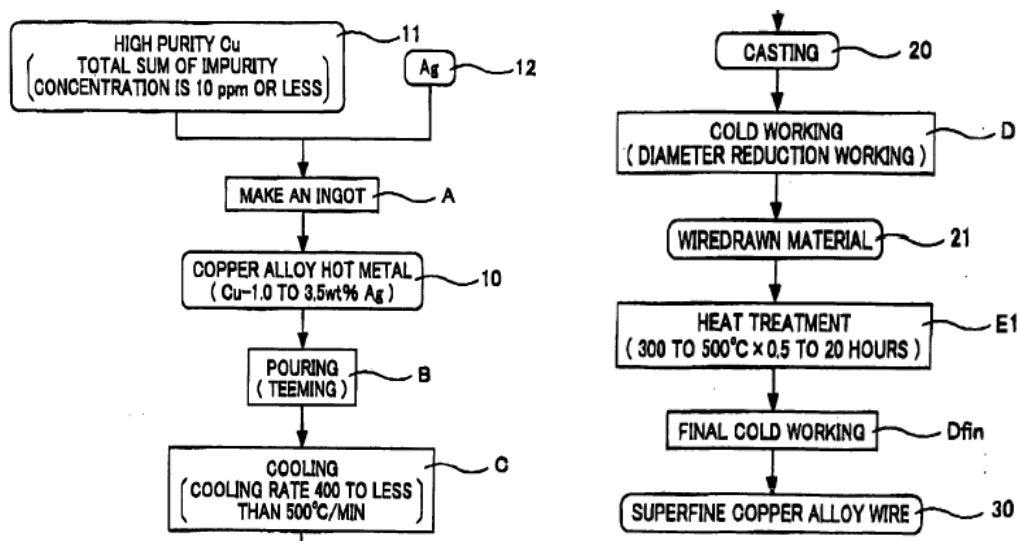 11
HIGH PURITY Cu
TOTAL SUM OF IMPURITY
( CONCENTRATION IS 10 ppm OR LESS )
Ag
12
MAKE AN INGOT
A
COPPER ALLOY HOT METAL
( Cu-1.0 TO 3.5wt% Ag )
10
POURING
( TEEMING )
B
COOLING
( COOLING RATE 400 TO LESS
THAN 500°C/MIN )
C
CASTING
20
COLD WORKING
( DIAMETER REDUCTION WORKING )
D
WIREDRAWN MATERIAL
21
HEAT TREATMENT
( 300 TO 500°C × 0.5 TO 20 HOURS )
E1
FINAL COLD WORKING
Dfin
SUPERFINE COPPER ALLOY WIRE
30